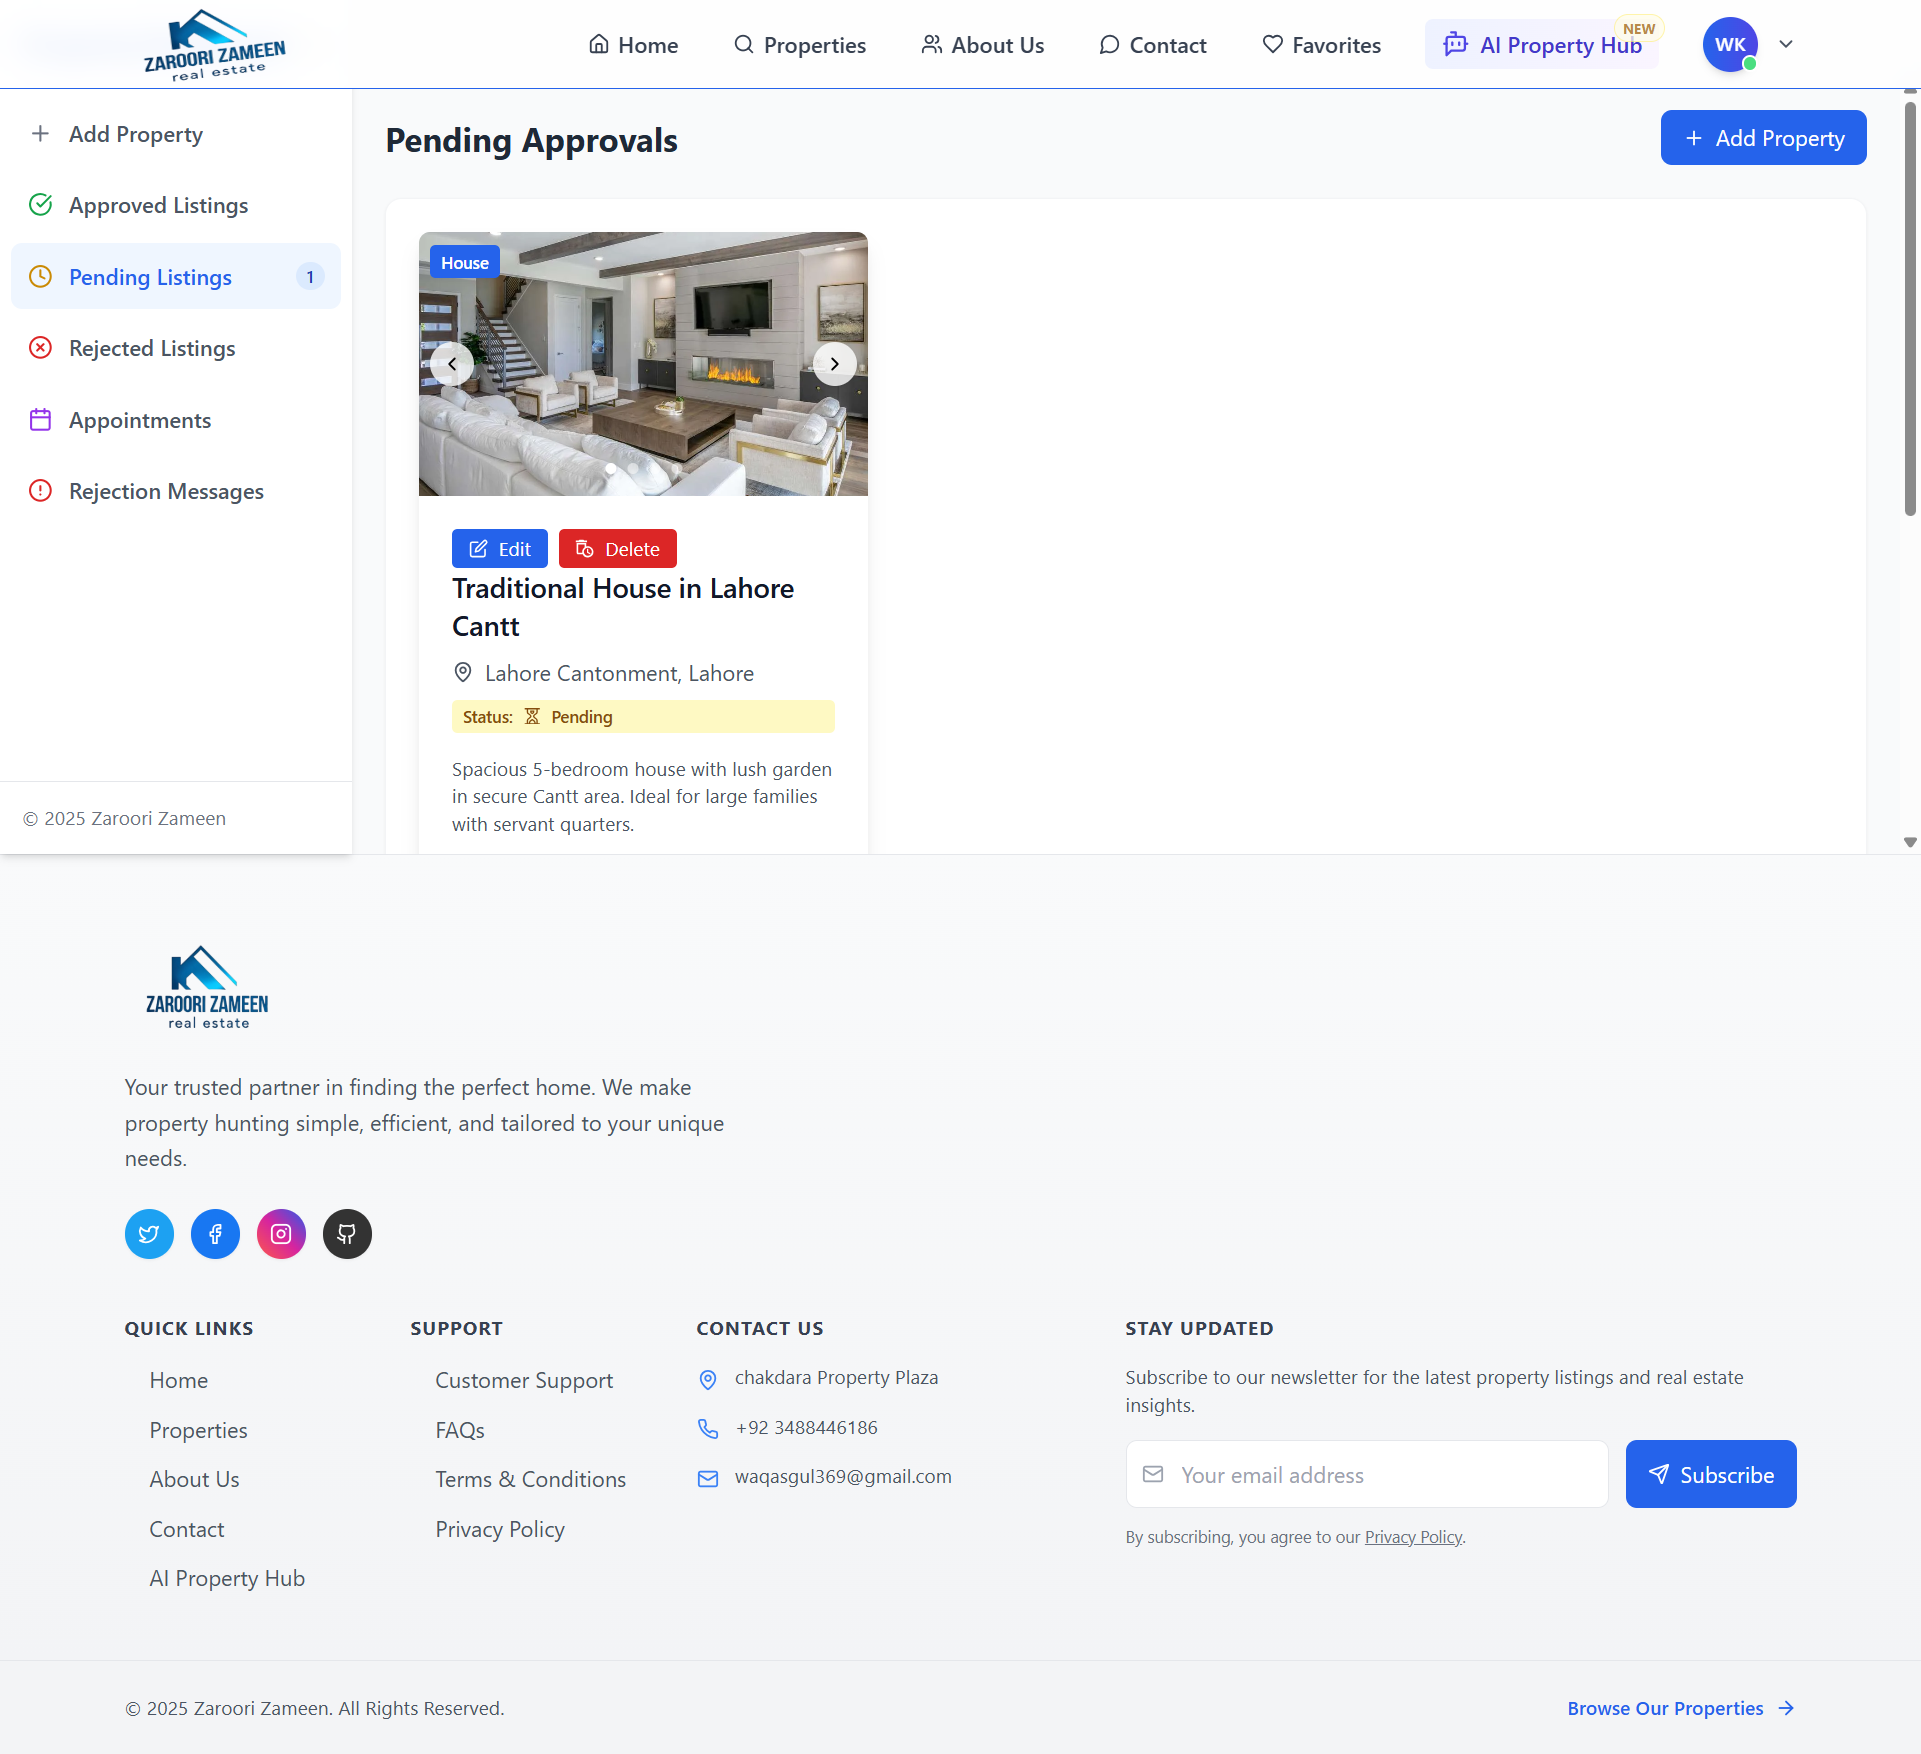 ZAROORI ZAMEEN
real estate
Home
Properties
About Us
Contact
Favorites
AI Property Hub
NEW
WK
Add Property
Approved Listings
Pending Listings
1
Rejected Listings
Appointments
Rejection Messages
© 2025 Zaroori Zameen
Pending Approvals
Add Property
House
Edit
Delete
Traditional House in Lahore
Cantt
Lahore Cantonment, Lahore
Status: Pending
Spacious 5-bedroom house with lush garden
in secure Cantt area. Ideal for large families
with servant quarters.
ZAROORI ZAMEEN
real estate
Your trusted partner in finding the perfect home. We make
property hunting simple, efficient, and tailored to your unique
needs.
QUICK LINKS
Home
Properties
About Us
Contact
AI Property Hub
SUPPORT
Customer Support
FAQs
Terms & Conditions
Privacy Policy
CONTACT US
chakdara Property Plaza
+92 3488446186
waqasgul369@gmail.com
STAY UPDATED
Subscribe to our newsletter for the latest property listings and real estate
insights.
Your email address
Subscribe
By subscribing, you agree to our Privacy Policy.
© 2025 Zaroori Zameen. All Rights Reserved.
Browse Our Properties